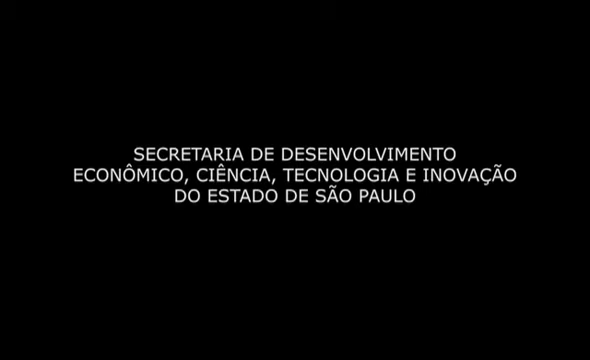 SECRETARIA DE DESENVOLVIMENTO
ECONÔMICO, CIÊNCIA, TECNOLOGIA E INOVAÇÃO
DO ESTADO DE SÃO PAULO